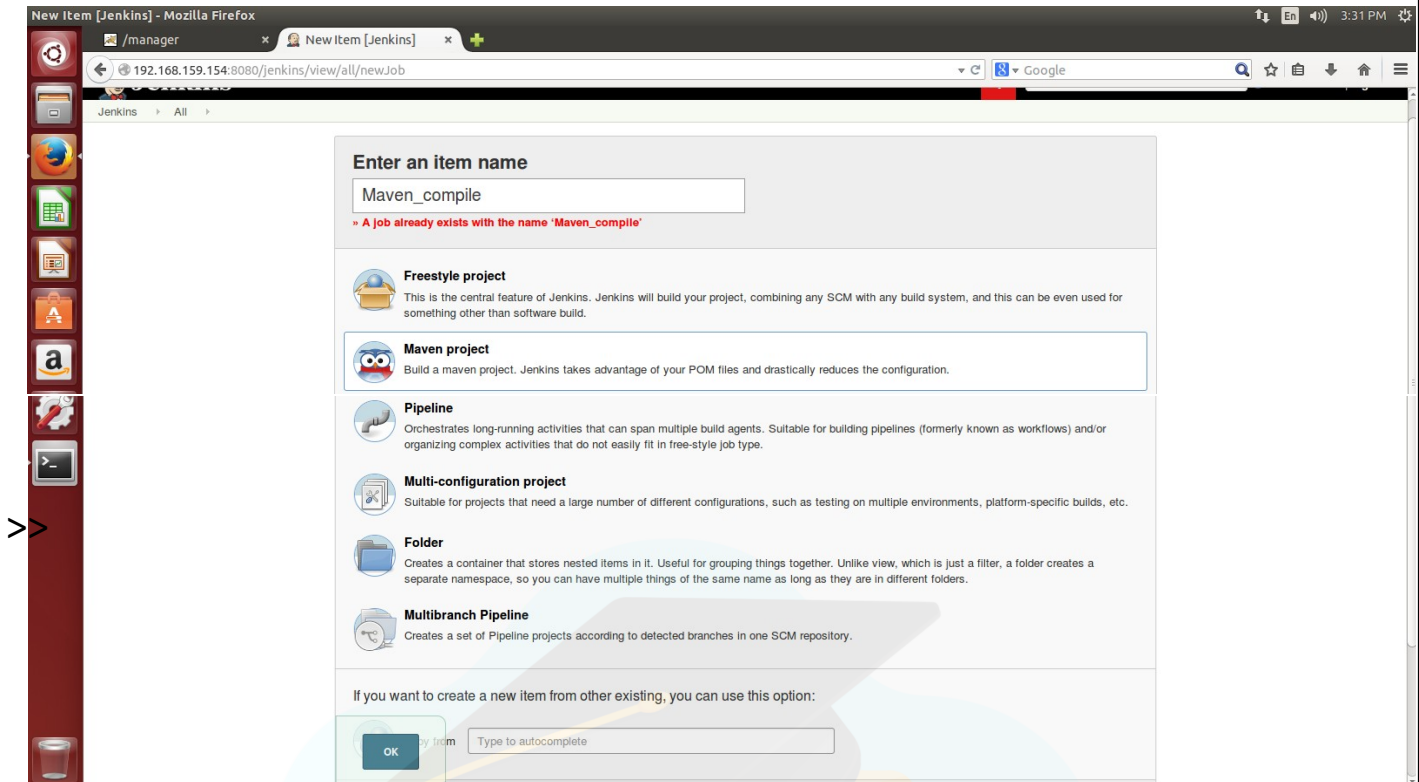 New Item [Jenkins] - Mozilla Firefox
En
3:31 PM
/manager
New Item [Jenkins]
192.168.159.154:8080/jenkins/view/all/newJob
Google
Jenkins
Jenkins
All
Enter an item name
Maven_compile
» A job already exists with the name ‘Maven_compile’
Freestyle project
This is the central feature of Jenkins. Jenkins will build your project, combining any SCM with any build system, and this can be even used for
something other than software build.
Maven project
Build a maven project. Jenkins takes advantage of your POM files and drastically reduces the configuration.
Pipeline
Orchestrates long-running activities that can span multiple build agents. Suitable for building pipelines (formerly known as workflows) and/or
organizing complex activities that do not easily fit in free-style job type.
Multi-configuration project
Suitable for projects that need a large number of different configurations, such as testing on multiple environments, platform-specific builds, etc.
>>
Folder
Creates a container that stores nested items in it. Useful for grouping things together. Unlike view, which is just a filter, a folder creates a
separate namespace, so you can have multiple things of the same name as long as they are in different folders.
Multibranch Pipeline
Creates a set of Pipeline projects according to detected branches in one SCM repository.
If you want to create a new item from other existing, you can use this option:
from
Type to autocomplete
OK